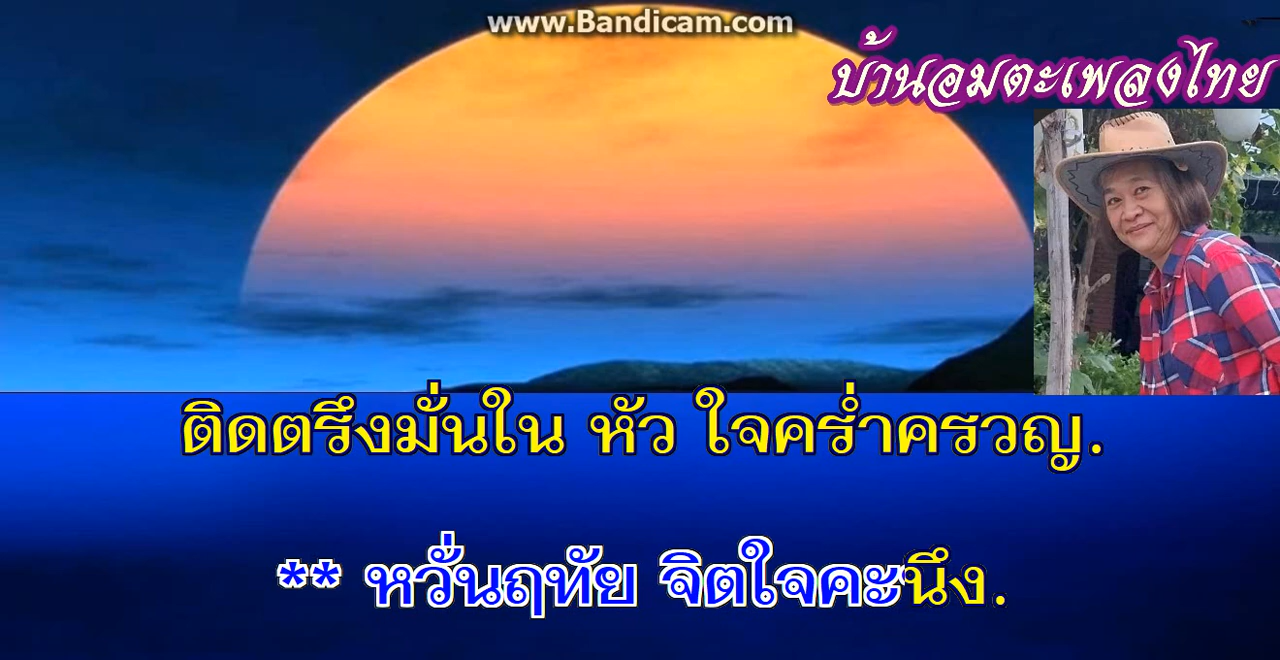 www.Bandicam.com
บ้านอมตะเพลงไทย
ติดตรึงมั่นใน หัว ใจคร่ำครวญ.
** หวั่นฤทัย จิตใจคะนึง.